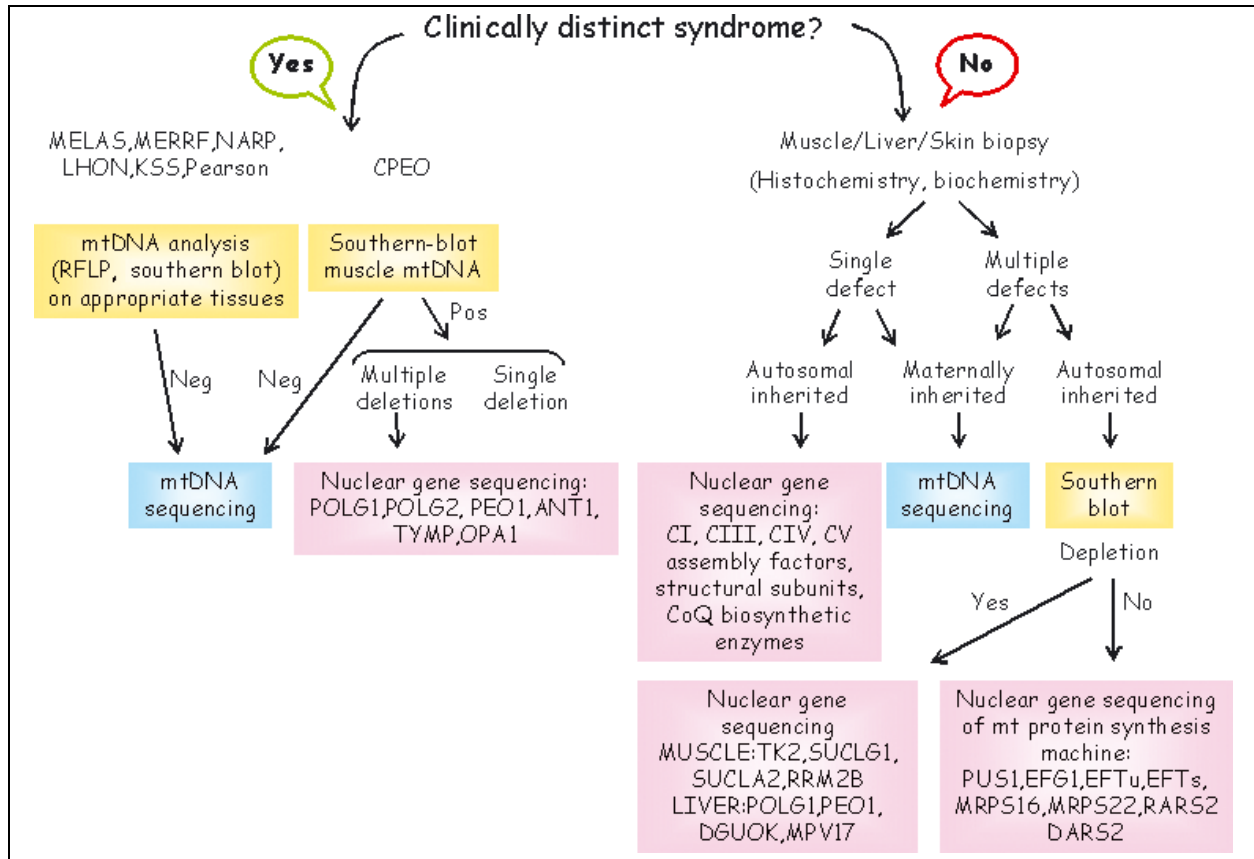 Clinically distinct syndrome?
Yes
No
MELAS,MERRF,NARP,
LHON,KSS,Pearson
CPEO
mtDNA analysis
(RFLP, southern blot)
on appropriate tissues
Southern-blot
muscle mtDNA
Pos
Neg
Neg
Multiple
deletions
Single
deletion
mtDNA
sequencing
Nuclear gene sequencing:
POLG1,POLG2, PEO1,ANT1,
TYMP,OPA1
Muscle/Liver/Skin biopsy
(Histochemistry, biochemistry)
Single
defect
Multiple
defects
Autosomal
inherited
Maternally
inherited
Autosomal
inherited
Nuclear gene
sequencing:
CI, CIII, CIV, CV
assembly factors,
structural subunits,
CoQ biosynthetic
enzymes
mtDNA
sequencing
Southern
blot
Depletion
Yes
No
Nuclear gene
sequencing
MUSCLE:TK2,SUCLG1,
SUCLA2,RRM2B
LIVER:POLG1,PEO1,
DGUOK,MPV17
Nuclear gene sequencing
of mt protein synthesis
machine:
PUS1,EFG1,EFTu,EFTs,
MRPS16,MRPS22,RARS2
DARS2